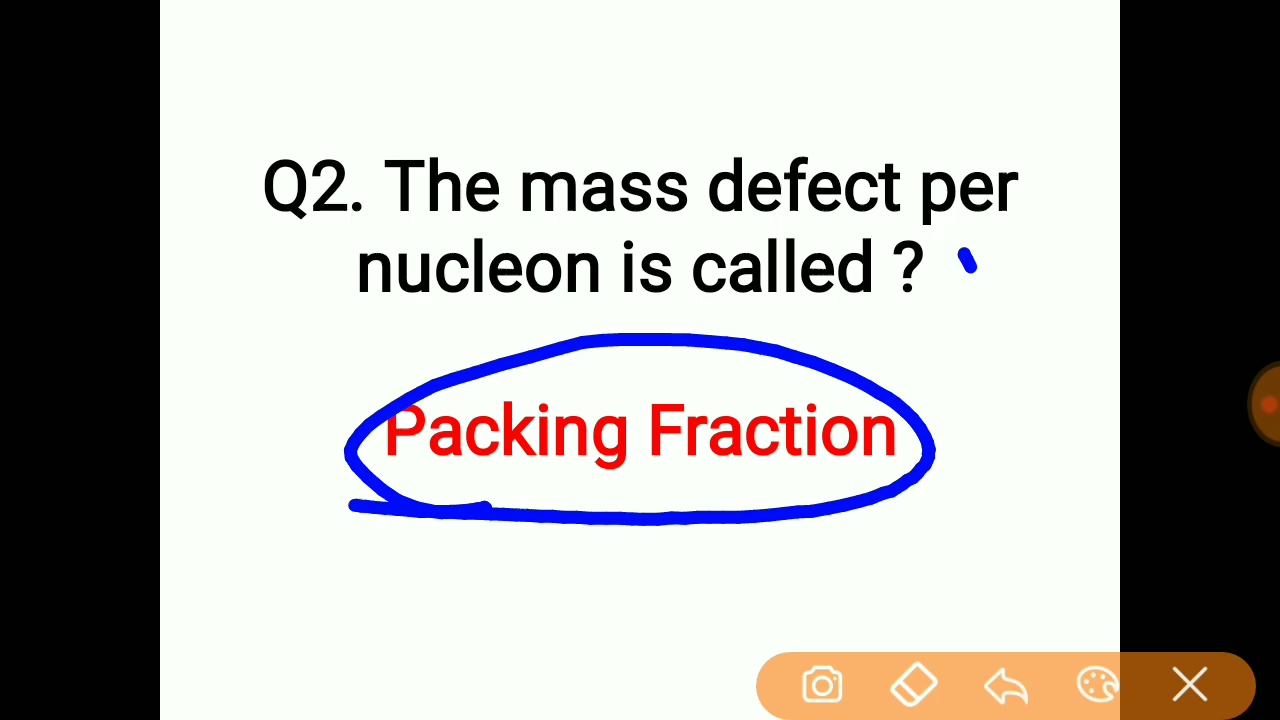 Q2. The mass defect per
nucleon is called ?
Packing Fraction